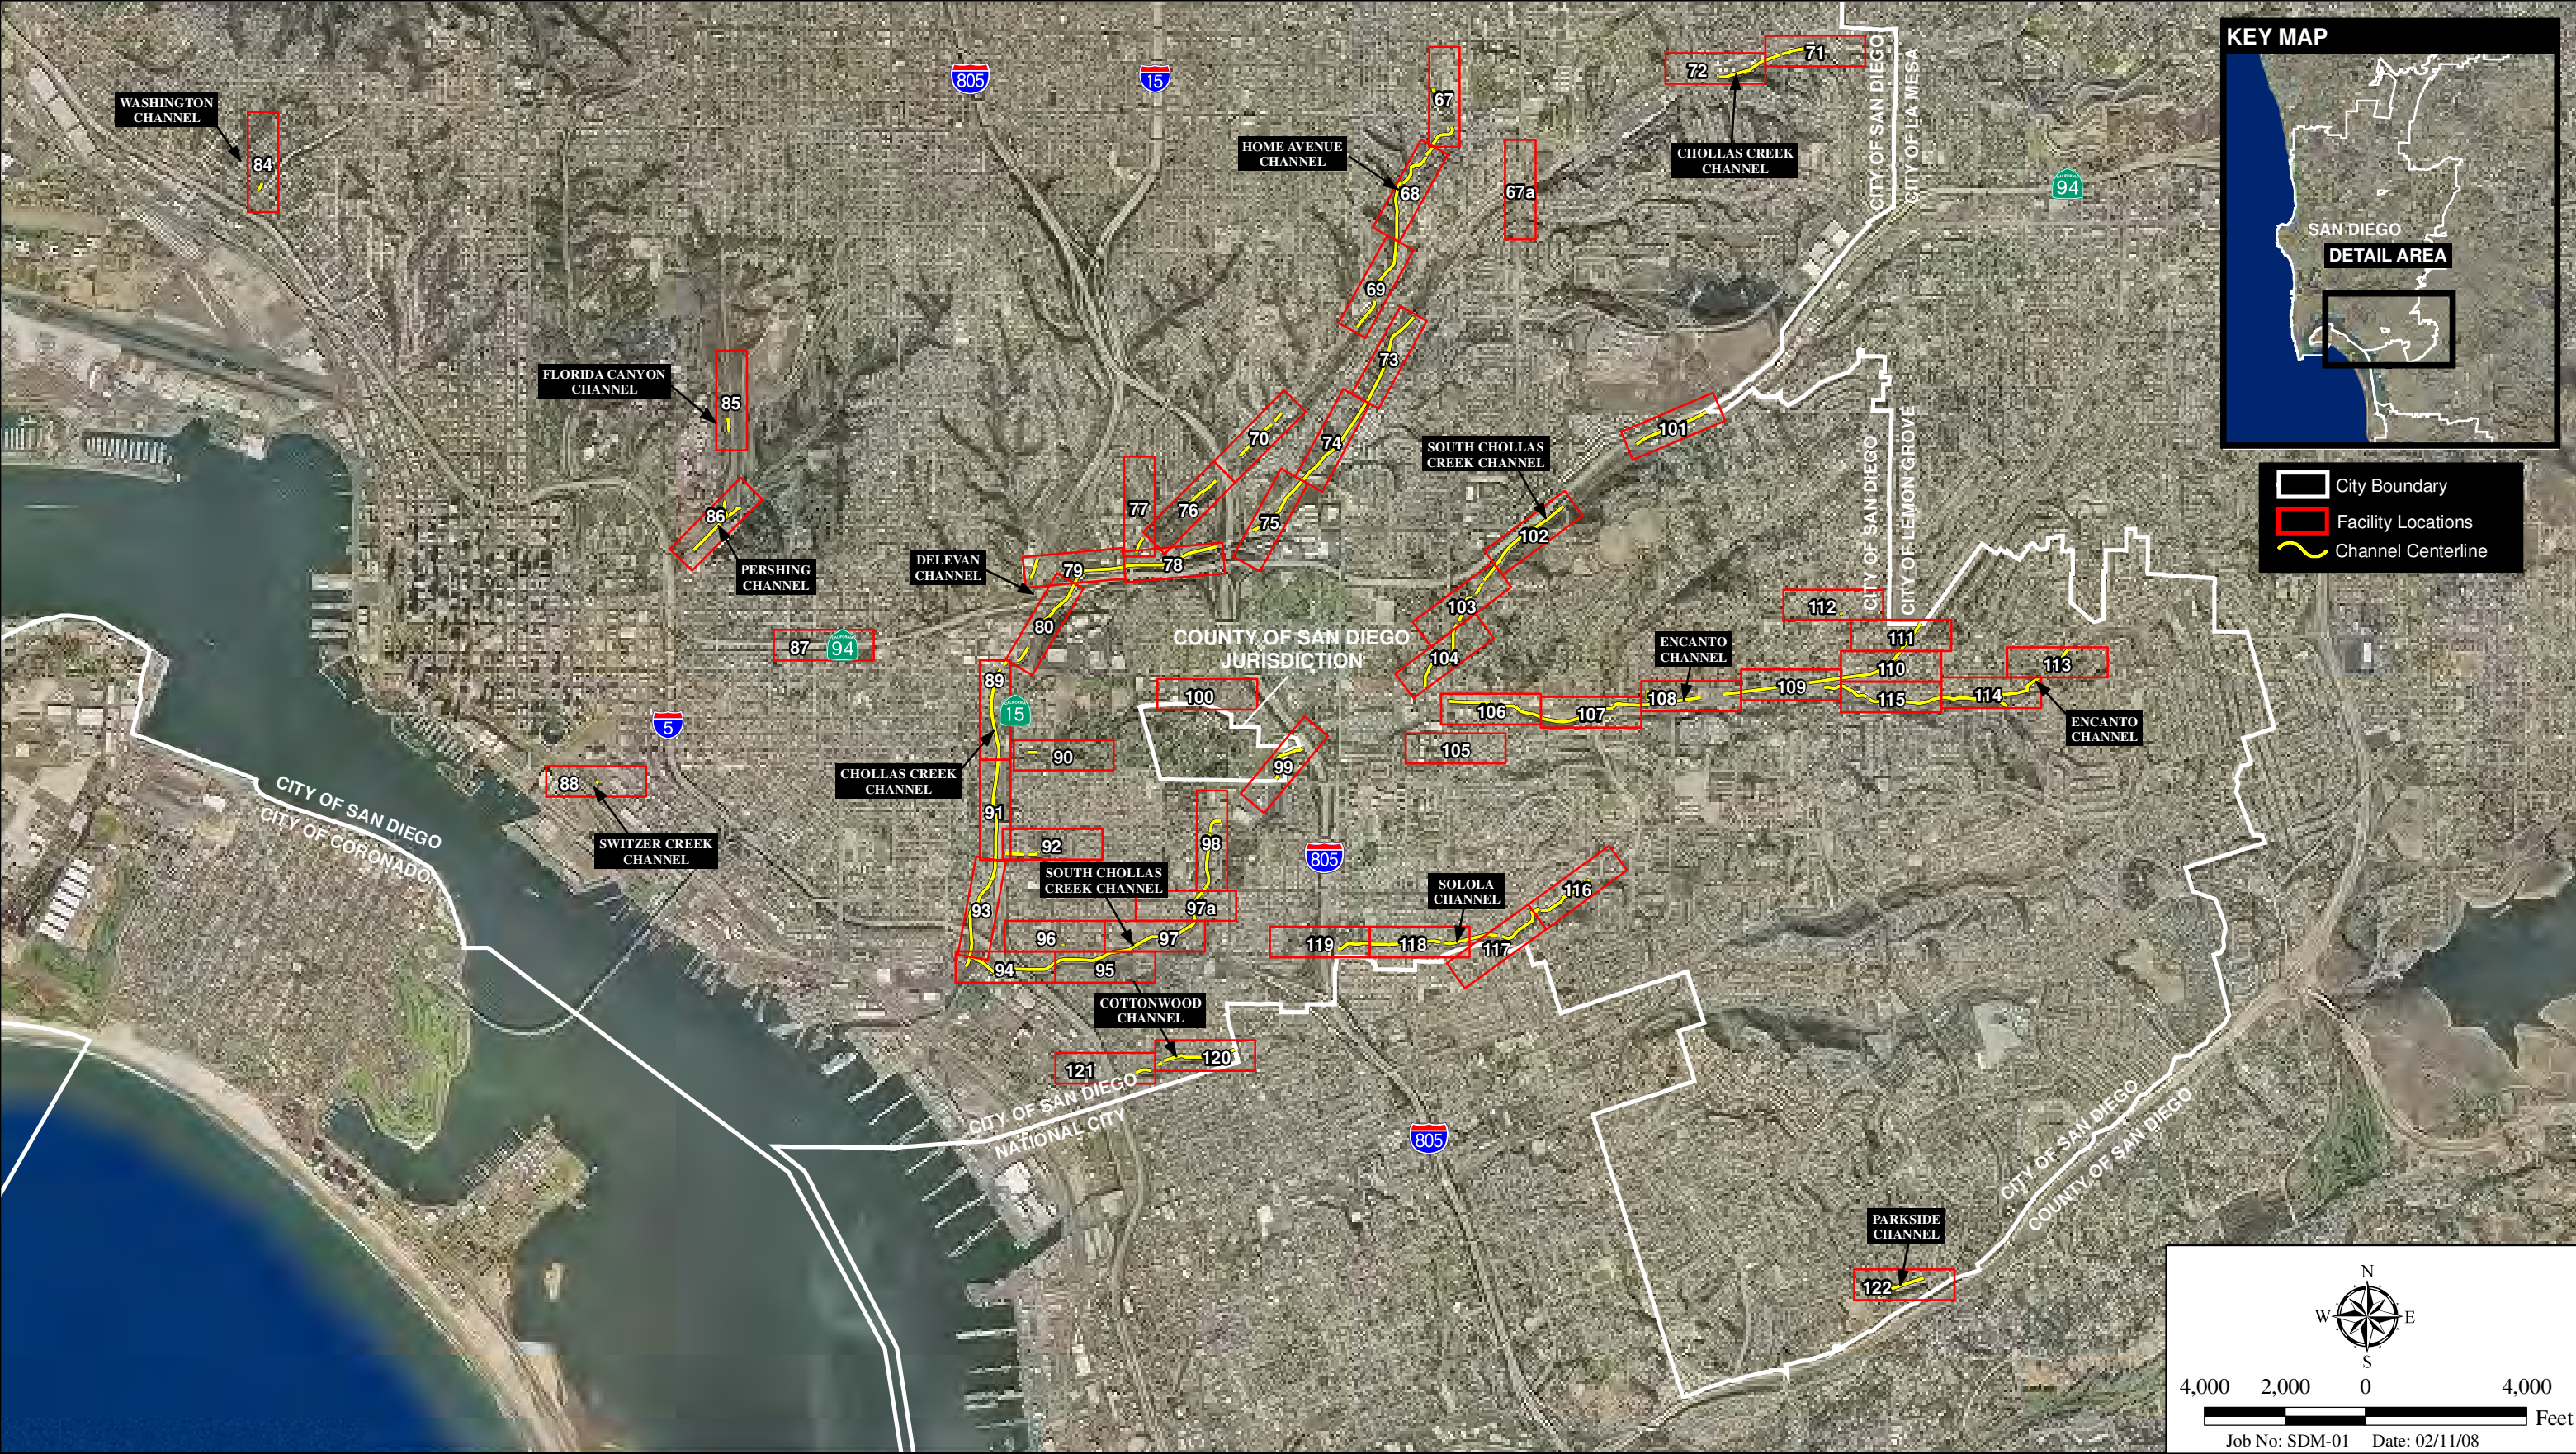 KEY MAP
SAN DIEGO
DETAIL AREA
City Boundary
Facility Locations
Channel Centerline
WASHINGTON
CHANNEL
84
805
15
67
HOME AVENUE
CHANNEL
68
67a
69
72
71
CHOLLAS CREEK
CHANNEL
CITY OF SAN DIEGO
CITY OF LA MESA
CALIFORNIA
94
FLORIDA CANYON
CHANNEL
85
86
PERSHING
CHANNEL
73
70
74
77
76
75
SOUTH CHOLLAS
CREEK CHANNEL
101
102
CITY OF SAN DIEGO
CITY OF LEMON GROVE
DELEVAN
CHANNEL
79
78
80
87
CALIFORNIA
94
COUNTY OF SAN DIEGO
JURISDICTION
103
104
112
111
ENCANTO
CHANNEL
110
113
109
108
115
114
106
107
105
ENCANTO
CHANNEL
89
CALIFORNIA
15
100
99
90
5
88
SWITZER CREEK
CHANNEL
CHOLLAS CREEK
CHANNEL
91
92
98
805
CITY OF SAN DIEGO
CITY OF CORONADO
SOUTH CHOLLAS
CREEK CHANNEL
97a
93
96
97
94
95
SOLOLA
CHANNEL
116
119
118
117
COTTONWOOD
CHANNEL
120
121
CITY OF SAN DIEGO
NATIONAL CITY
805
CITY OF SAN DIEGO
COUNTY OF SAN DIEGO
PARKSIDE
CHANNEL
122
N
W
E
S
4,000 2,000 0 4,000
Feet
Job No: SDM-01 Date: 02/11/08